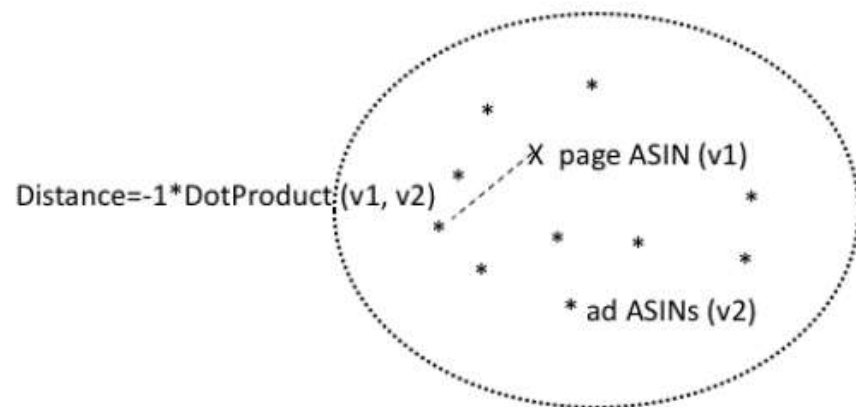 X page ASIN (v1)
Distance=-1*DotProduct (v1, v2)
* ad ASINs (v2)